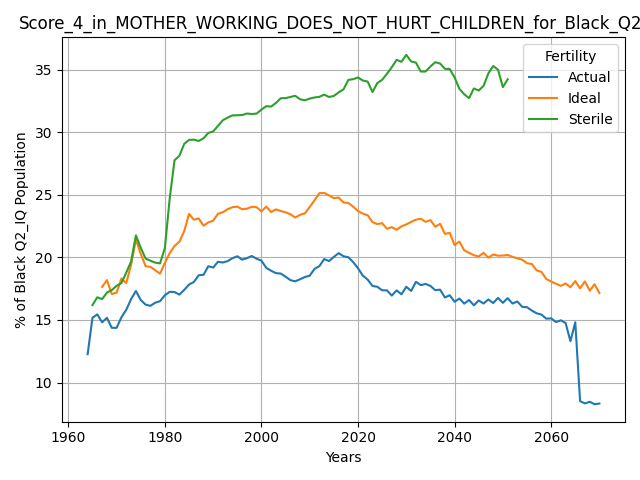 Score_4_in_MOTHER_WORKING_DOES_NOT_HURT_CHILDREN_for_Black_Q2
Fertility
Actual
Ideal
Sterile
% of Black Q2_IQ Population
35
30
25
20
15
10
1960 1980 2000 2020 2040 2060
Years